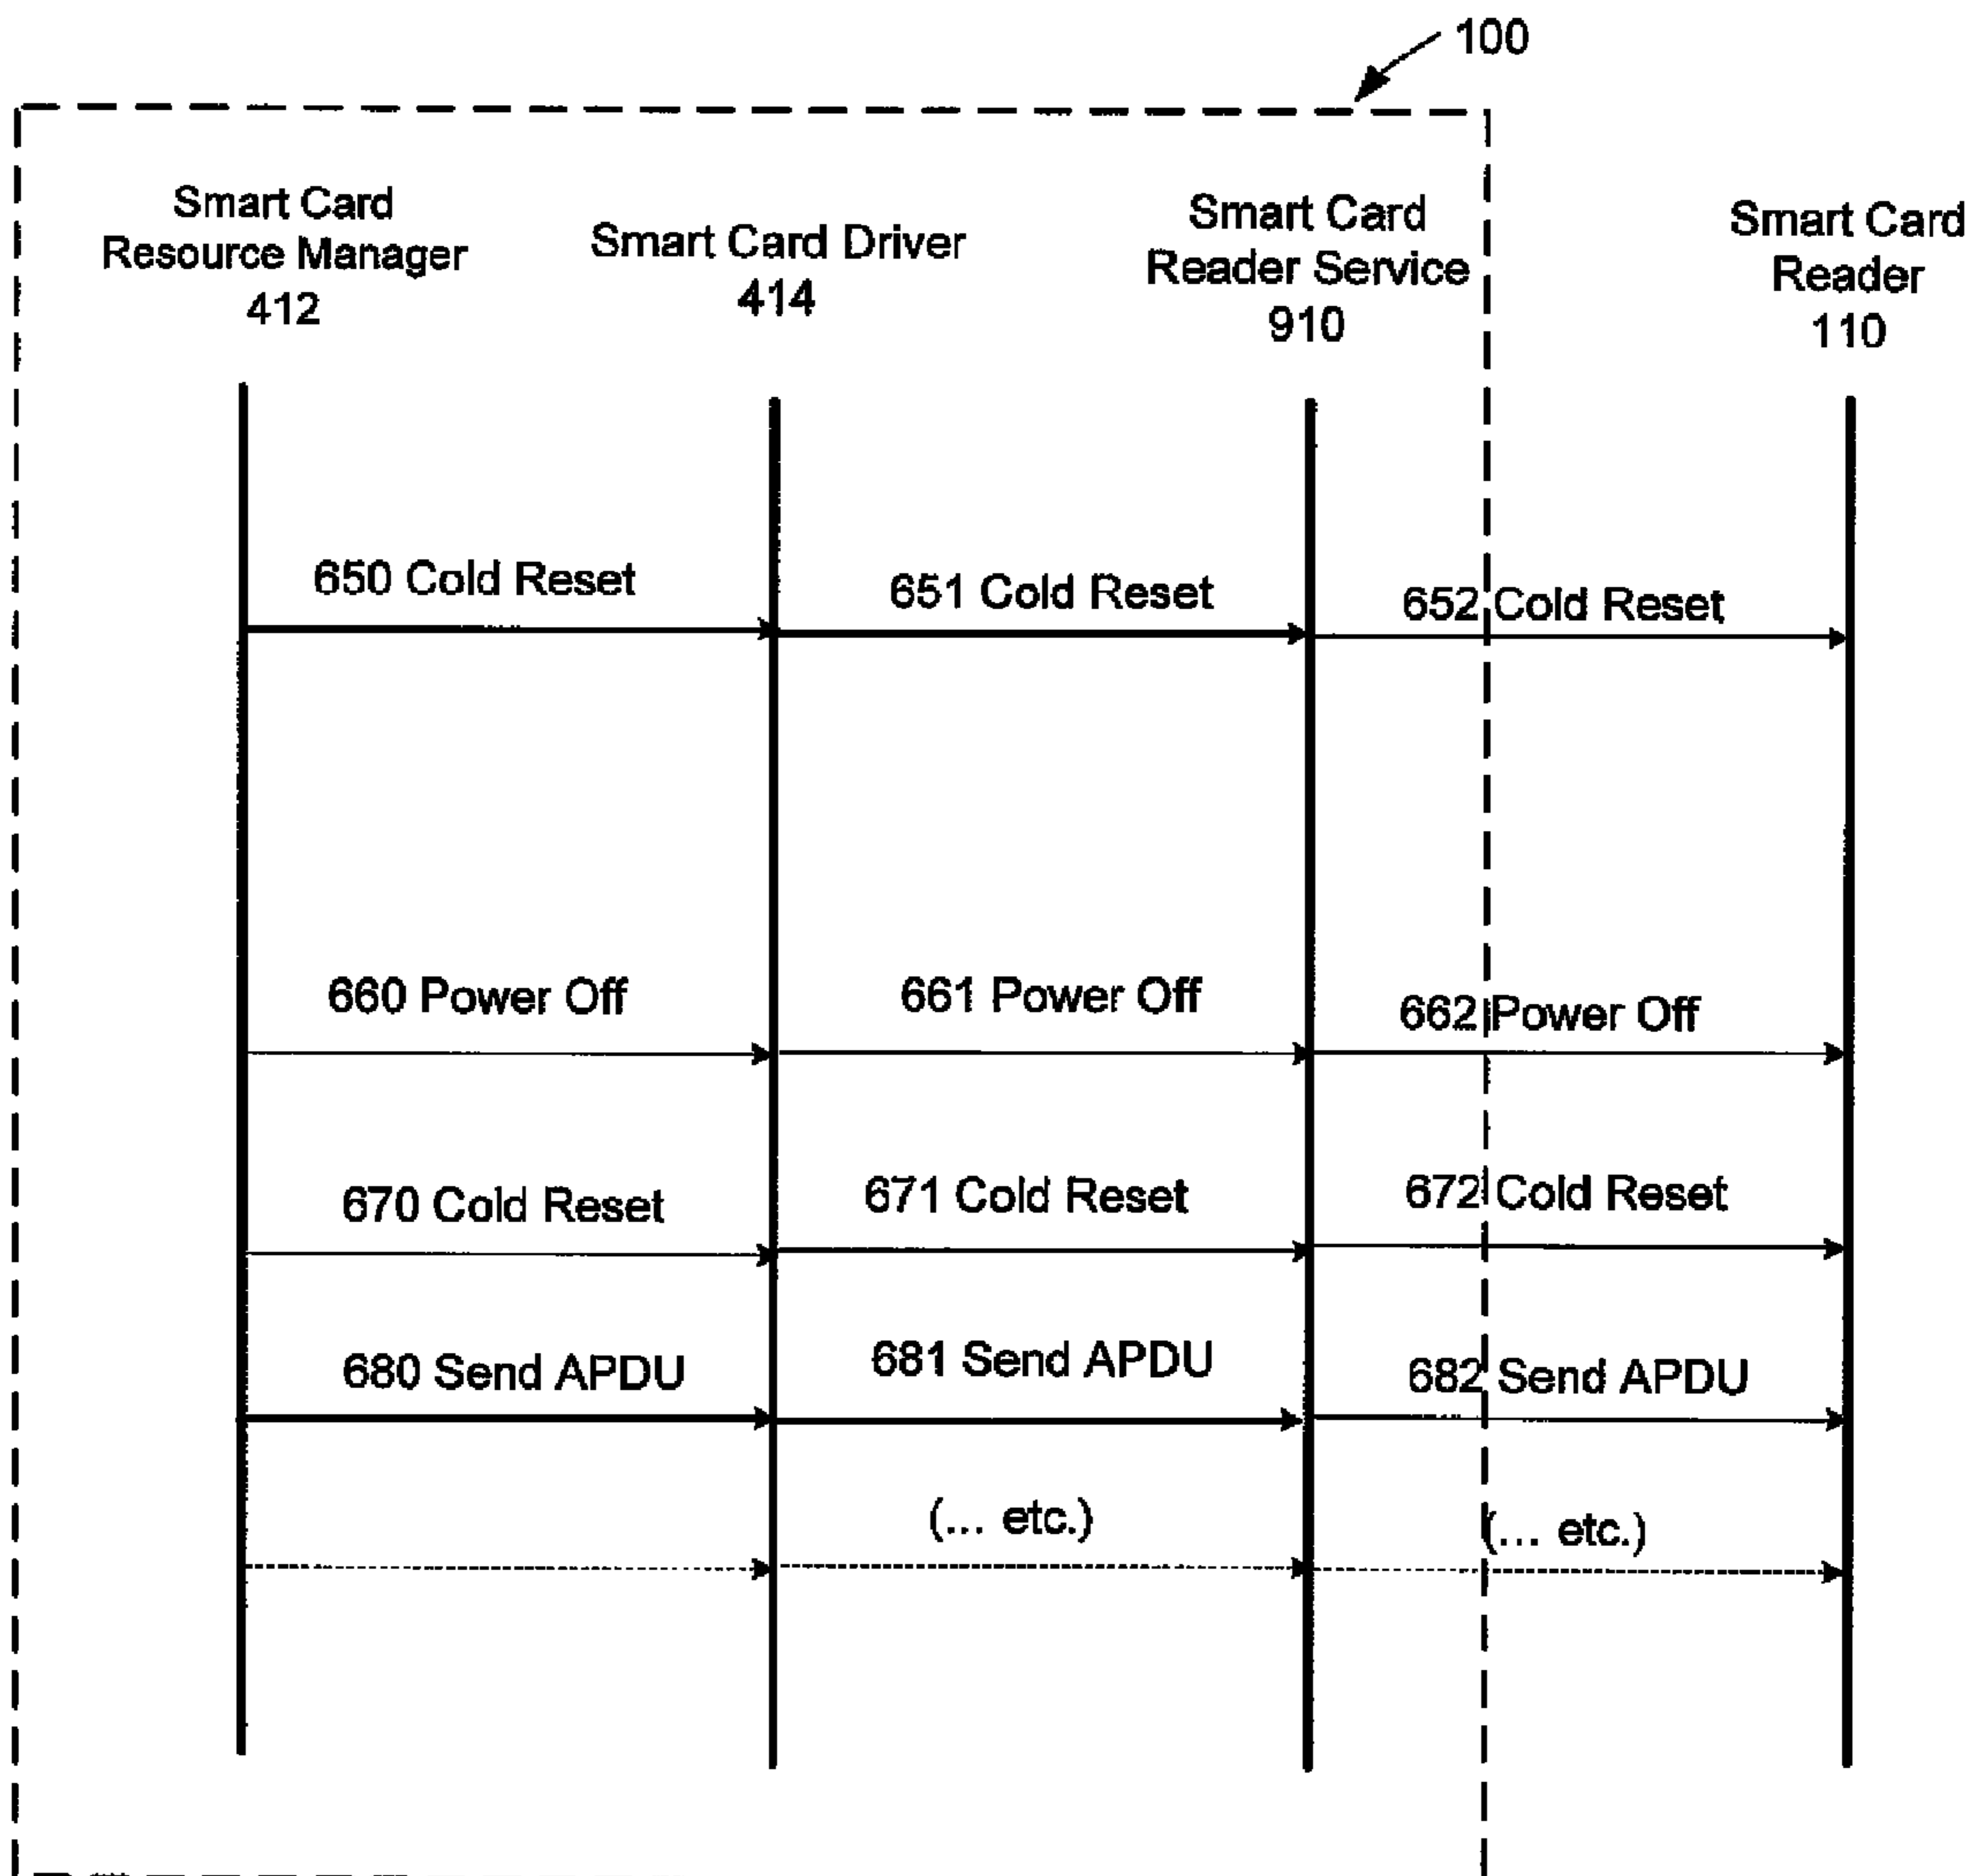 100
Smart Card
Resource Manager
412
Smart Card Driver
414
Smart Card
Reader Service
910
Smart Card
Reader
110
650 Cold Reset
651 Cold Reset
652 Cold Reset
660 Power Off
661 Power Off
662 Power Off
670 Cold Reset
671 Cold Reset
672 Cold Reset
680 Send APDU
681 Send APDU
682 Send APDU
(... etc.)
(... etc.)